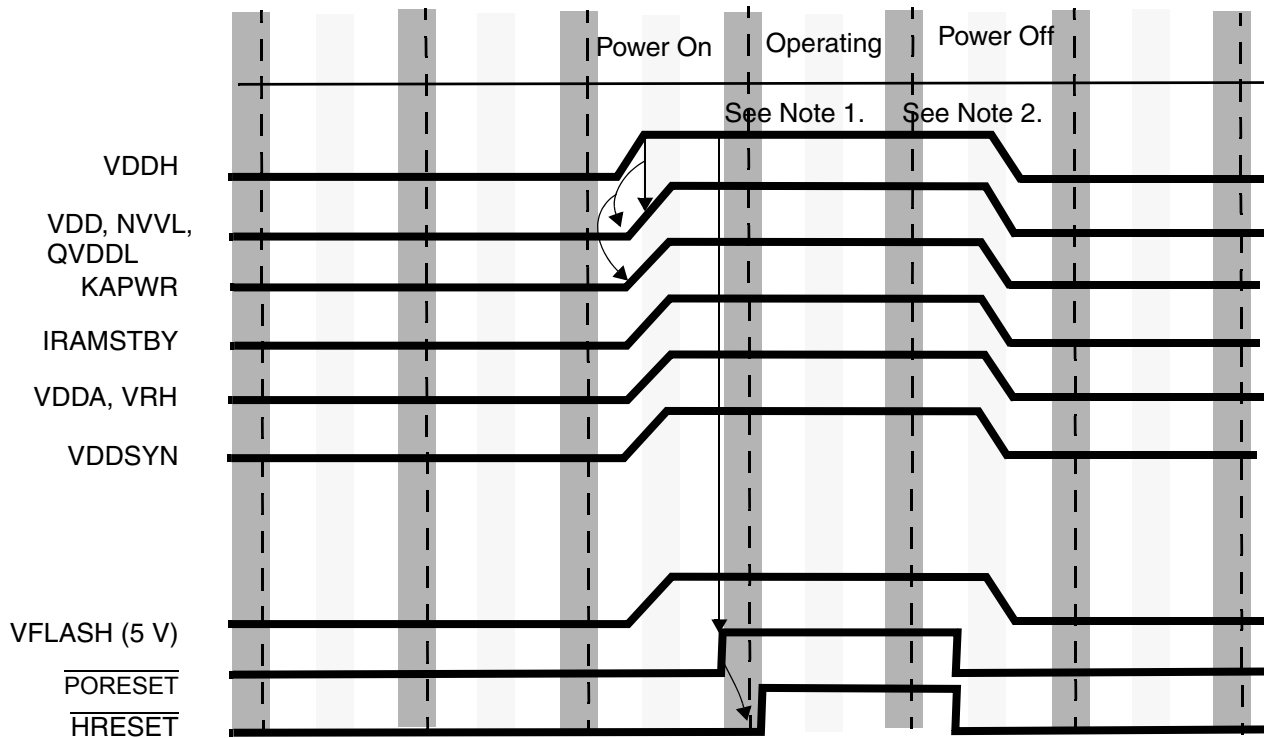 Power On
Operating
Power Off
See Note 1.
See Note 2.
VDDH
VDD, NVVL,
QVDDL
KAPWR
IRAMSTBY
VDDA, VRH
VDDSYN
VFLASH (5 V)
PORESET
HRESET